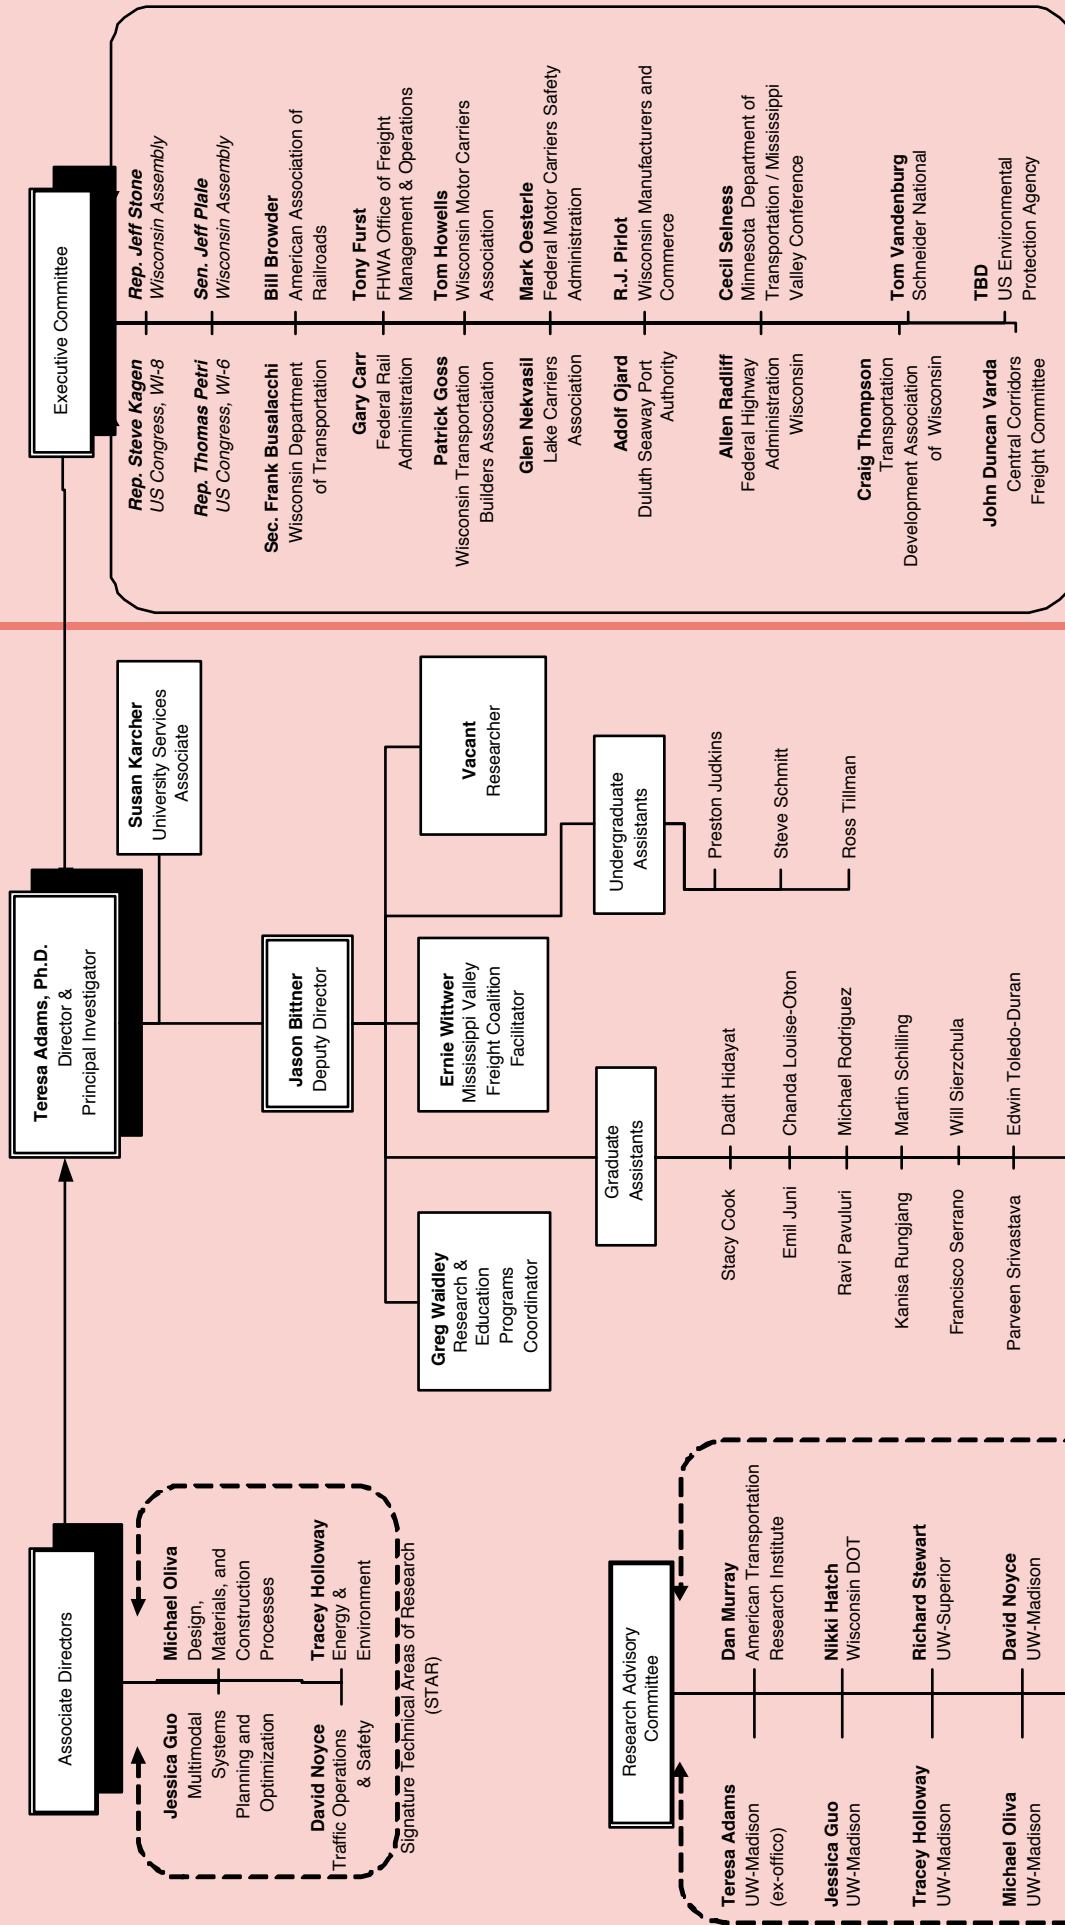 Associate Directors
Jessica Guo
Multimodal
Systems
Planning and
Optimization
Michael Oliva
Design,
Materials, and
Construction
Processes
David Noyce
Traffic Operations
& Safety
Tracey Holloway
Energy &
Environment
Signature Technical Areas of Research
(STAR)
Teresa Adams, Ph.D.
Director &
Principal Investigator
Susan Karcher
University Services
Associate
Jason Bittner
Deputy Director
Greg Waidley
Research &
Education
Programs
Coordinator
Ernie Wittwer
Mississippi Valley
Freight Coalition
Facilitator
Vacant
Researcher
Graduate
Assistants
Stacy Cook
Dadit Hidayat
Emil Juni
Chanda Louise-Oton
Ravi Pavuluri
Michael Rodriguez
Kanisa Rungjang
Martin Schilling
Francisco Serrano
Will Sierzchula
Parveen Srivastava
Edwin Toledo-Duran
Undergraduate
Assistants
Preston Judkins
Steve Schmitt
Ross Tillman
Executive Committee
Rep. Steve Kagen
US Congress, WI-8
Rep. Jeff Stone
Wisconsin Assembly
Rep. Thomas Petri
US Congress, WI-6
Sen. Jeff Plale
Wisconsin Assembly
Sec. Frank Busalacchi
Wisconsin Department
of Transportation
Bill Browder
American Association of
Railroads
Gary Carr
Federal Rail
Administration
Tony Furst
FHWA Office of Freight
Management & Operations
Patrick Goss
Wisconsin Transportation
Builders Association
Tom Howells
Wisconsin Motor Carriers
Association
Glen Nekvasil
Lake Carriers
Association
Mark Oesterle
Federal Motor Carriers Safety
Administration
Adolf Ojard
Duluth Seaway Port
Authority
R.J. Pirlot
Wisconsin Manufacturers and
Commerce
Allen Radliff
Federal Highway
Administration
Wisconsin
Cecil Selness
Minnesota Department of
Transportation / Mississippi
Valley Conference
Craig Thompson
Transportation
Development Association
of Wisconsin
Tom Vandenburg
Schneider National
John Duncan Varda
Central Corridors
Freight Committee
TBD
US Environmental
Protection Agency
Research Advisory
Committee
Teresa Adams
UW-Madison
(ex-offico)
Dan Murray
American Transportation
Research Institute
Jessica Guo
UW-Madison
Nikki Hatch
Wisconsin DOT
Tracey Holloway
UW-Madison
Richard Stewart
UW-Superior
Michael Oliva
UW-Madison
David Noyce
UW-Madison